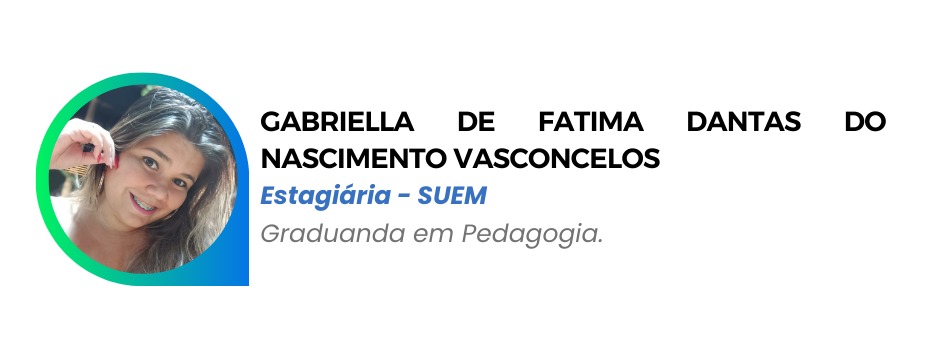 GABRIELLA DE FATIMA DANTAS DO
NASCIMENTO VASCONCELOS
Estagiária - SUEM
Graduanda em Pedagogia.